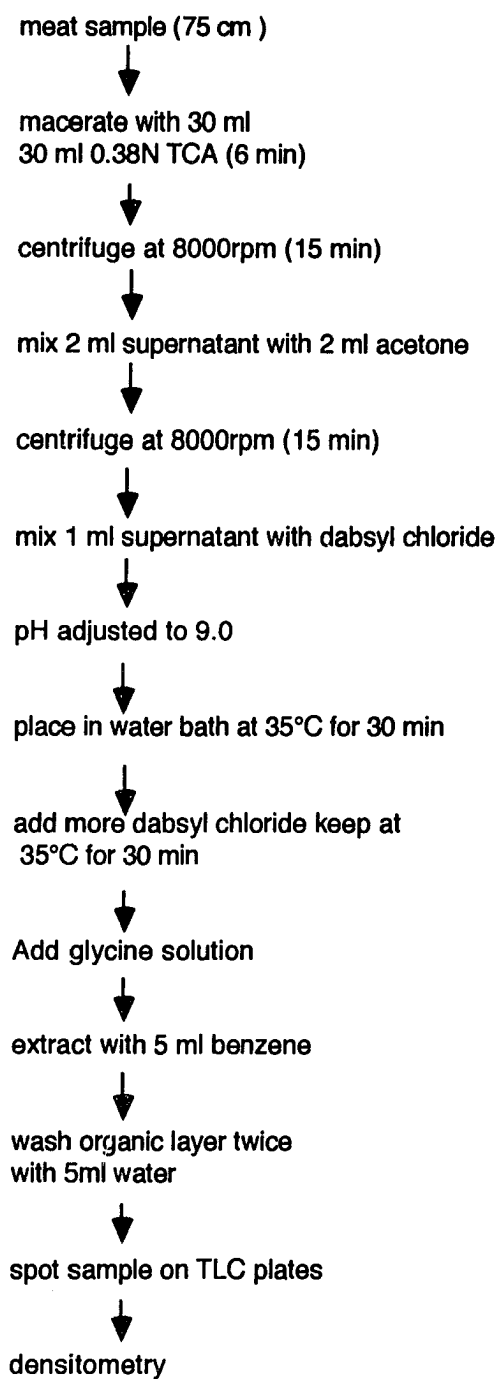 meat sample (75 cm )
macerate with 30 ml
30 ml 0.38N TCA (6 min)
centrifuge at 8000rpm (15 min)
mix 2 ml supernatant with 2 ml acetone
centrifuge at 8000rpm (15 min)
mix 1 ml supernatant with dabsyl chloride
pH adjusted to 9.0
place in water bath at 35°C for 30 min
add more dabsyl chloride keep at
35°C for 30 min
Add glycine solution
extract with 5 ml benzene
wash organic layer twice
with 5ml water
spot sample on TLC plates
densitometry